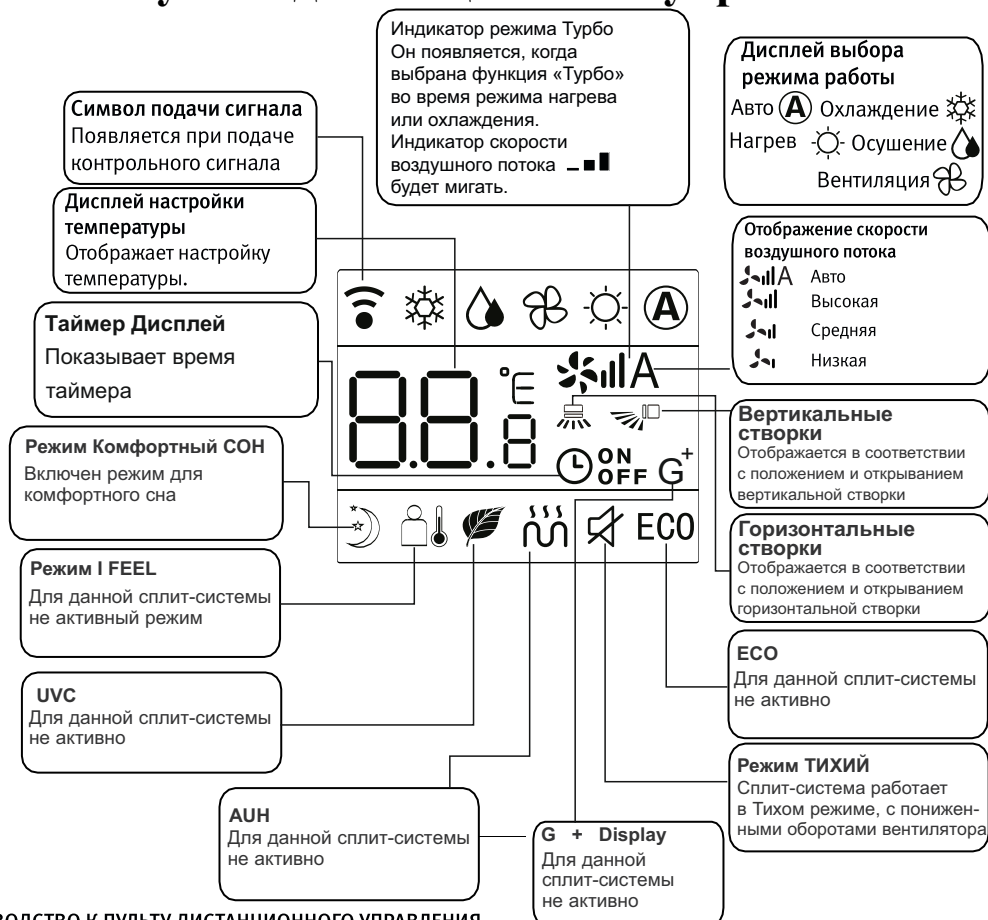 Индикатор режима Турбо
Он появляется, когда
выбрана функция «Турбо»
во время режима нагрева
или охлаждения.
Индикатор скорости
воздушного потока
будет мигать.
Дисплей выбора
режима работы
Авто A Охлаждение
Нагрев Осушение
Вентиляция
Символ подачи сигнала
Появляется при подаче
контрольного сигнала
Дисплей настройки
температуры
Отображает настройку
температуры.
Отображение скорости
воздушного потока
A Авто
Высокая
Средняя
Низкая
Таймер Дисплей
Показывает время
таймера
A
88.8 °E A
ON
OFF G+
ECO
Вертикальные
створки
Отображается в соответствии
с положением и открыванием
вертикальной створки
Режим Комфортный СОН
Включен режим для
комфортного сна
Горизонтальные
створки
Отображается в соответствии
с положением и открыванием
горизонтальной створки
Режим I FEEL
Для данной сплит-системы
не активный режим
ECO
Для данной сплит-системы
не активно
UVC
Для данной сплит-системы
не активно
Режим ТИХИЙ
Сплит-система работает
в Тихом режиме, с понижен-
ными оборотами вентилятора
AUH
Для данной сплит-системы
не активно
G + Display
Для данной
сплит-системы
не активно
ВОДСТВО К ПУЛЬТУ ДИСТАНЦИОННОГО УПРАВЛЕНИЯ